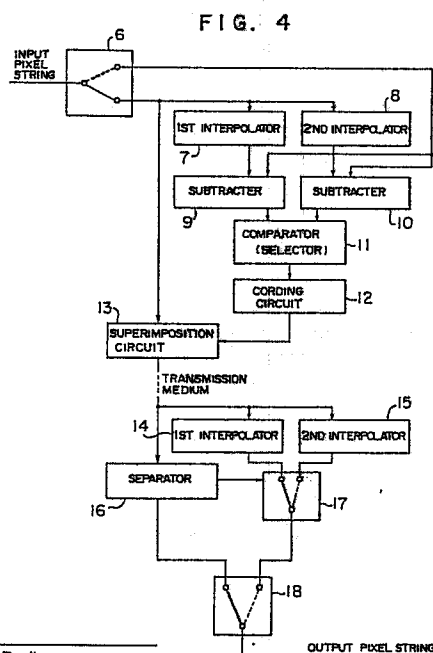 FIG. 4
6
INPUT
PIXEL
STRING
8
1ST INTERPOLATOR
2ND INTERPOLATOR
7
SUBTRACTER
SUBTRACTER
9
10
COMPARATOR
(SELECTOR)
11
CORDING
CIRCUIT
12
13
SUPERIMPOSITION
CIRCUIT
TRANSMISSION
MEDIUM
14
15
1ST INTERPOLATOR
2ND INTERPOLATOR
SEPARATOR
16
17
18
OUTPUT PIXEL STRING